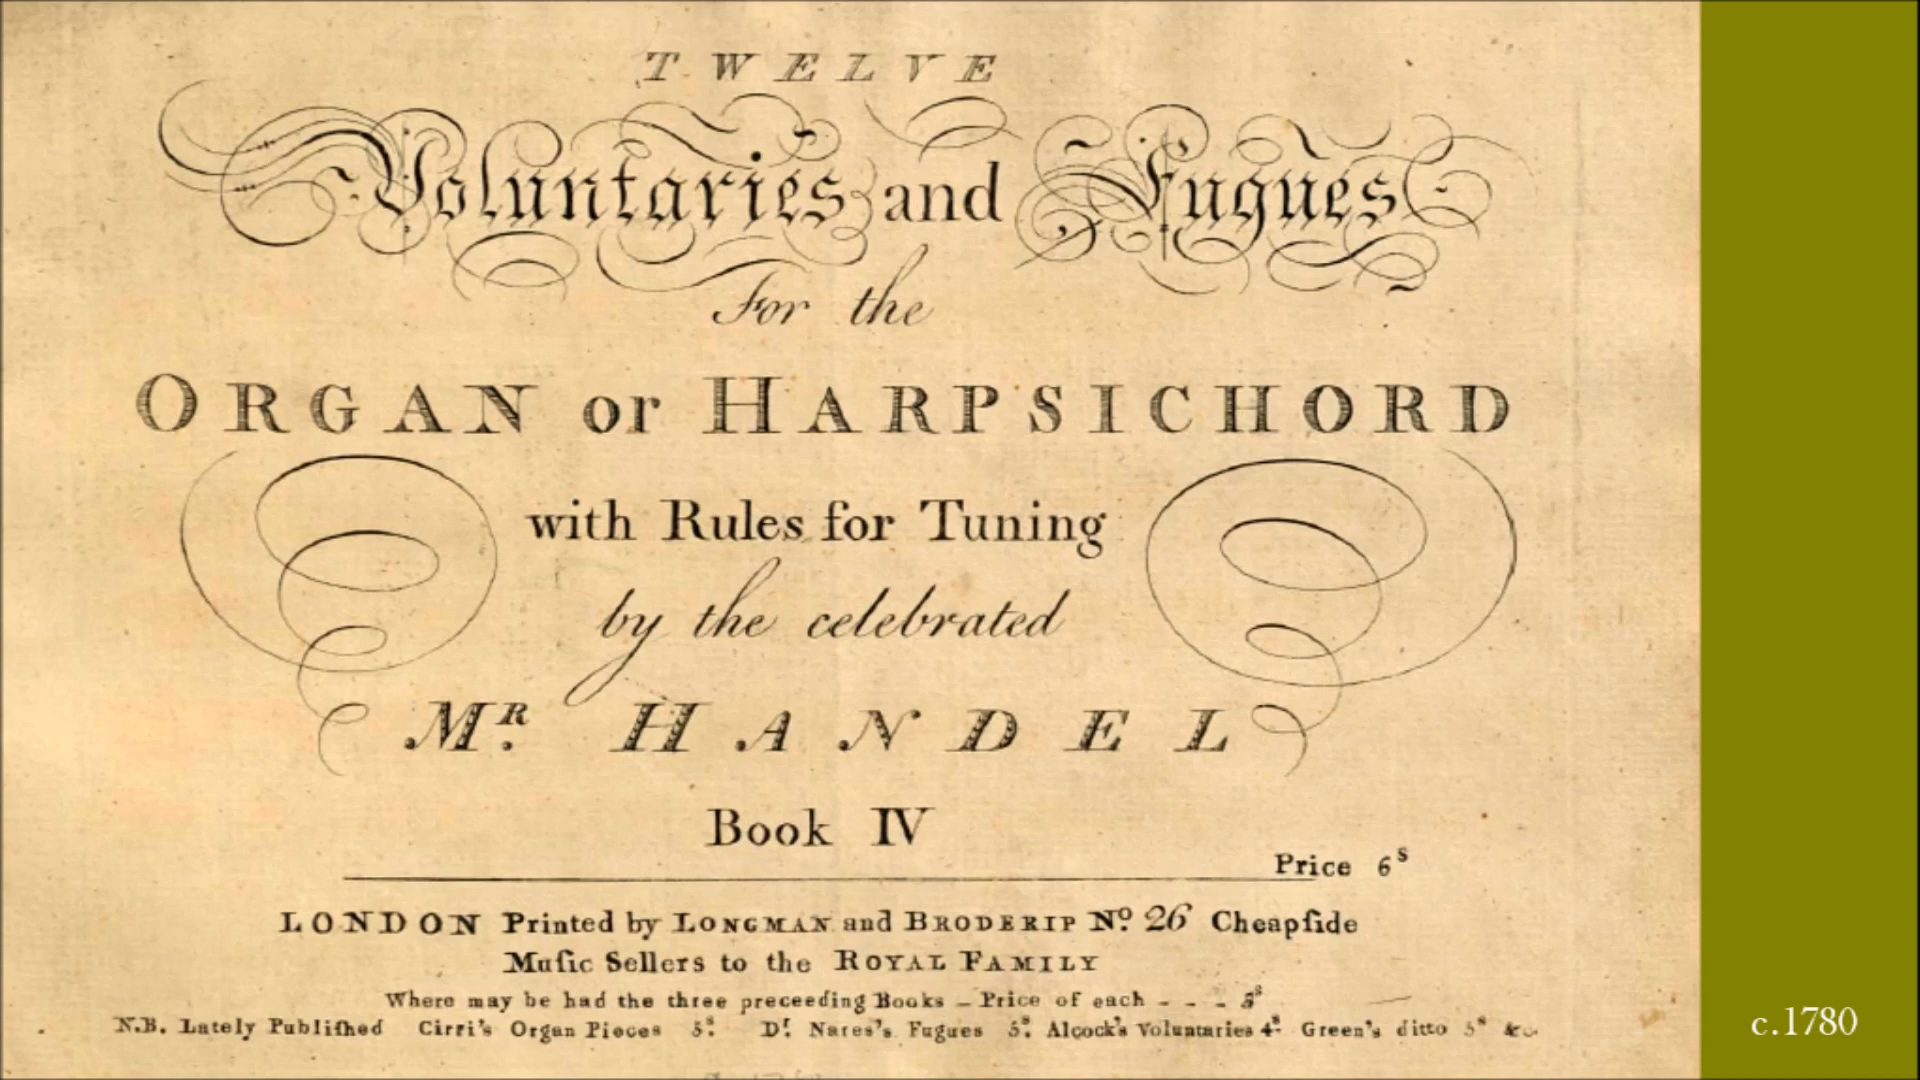 TWELVE
Voluntaries and Fugues
For the
ORGAN or HARPSICHORD
with Rules for Tuning
by the celebrated
MR. HANDEL
Book IV
Price 6s
LONDON Printed by LONGMAN and BRODERIP No. 26 Cheapſide
Muſic Sellers to the ROYAL FAMILY
Where may be had the three preceeding Books – Price of each - - - 5s
N.B. Lately Publiſhed Cirri's Organ Pieces 5s. Dr. Nares's Fugues 5s. Alcock's Voluntaries 4s. Green's ditto 5s &c.
c.1780